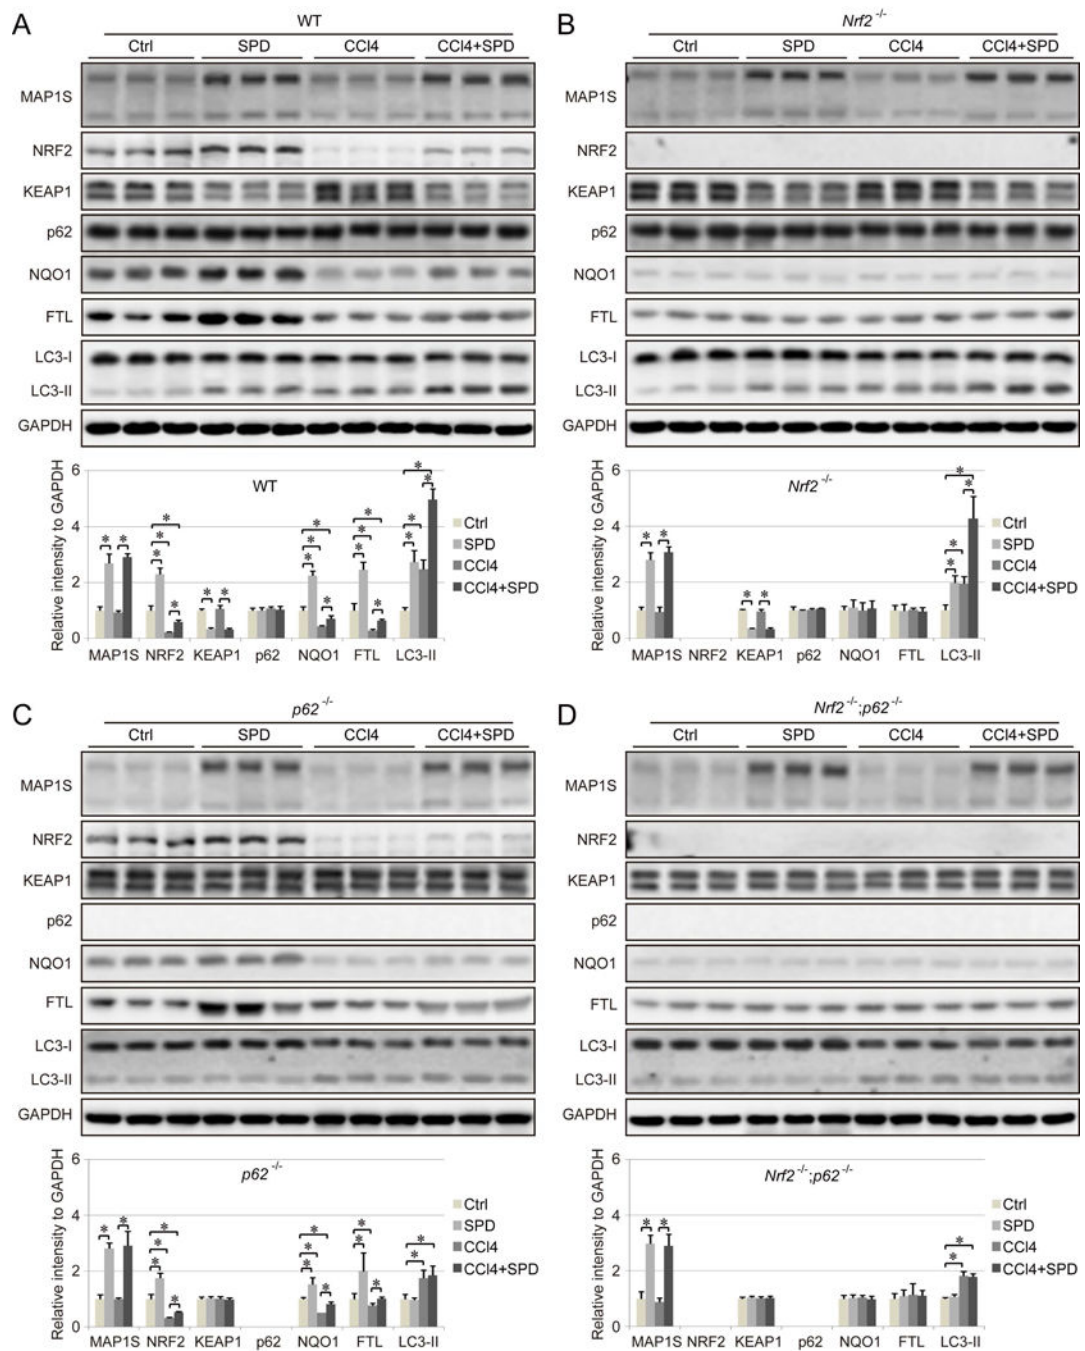 A
WT
Ctrl SPD CCl4 CCl4+SPD
MAP1S
NRF2
KEAP1
p62
NQO1
FTL
LC3-I
LC3-II
GAPDH
Relative intensity to GAPDH
6
4
2
0
WT
* * * * * * * * * * * * * * * * *
Ctrl
SPD
CCl4
CCl4+SPD
MAP1S NRF2 KEAP1 p62 NQO1 FTL LC3-II
B
Nrf2 -/-
Ctrl SPD CCl4 CCl4+SPD
MAP1S
NRF2
KEAP1
p62
NQO1
FTL
LC3-I
LC3-II
GAPDH
Relative intensity to GAPDH
6
4
2
0
Nrf2 -/-
* * * * * * * *
Ctrl
SPD
CCl4
CCl4+SPD
MAP1S NRF2 KEAP1 p62 NQO1 FTL LC3-II
C
p62 -/-
Ctrl SPD CCl4 CCl4+SPD
MAP1S
NRF2
KEAP1
p62
NQO1
FTL
LC3-I
LC3-II
GAPDH
Relative intensity to GAPDH
6
4
2
0
p62 -/-
* * * * * * * * * * * * * * *
Ctrl
SPD
CCl4
CCl4+SPD
MAP1S NRF2 KEAP1 p62 NQO1 FTL LC3-II
D
Nrf2 -/-;p62 -/-
Ctrl SPD CCl4 CCl4+SPD
MAP1S
NRF2
KEAP1
p62
NQO1
FTL
LC3-I
LC3-II
GAPDH
Relative intensity to GAPDH
6
4
2
0
Nrf2 -/-;p62 -/-
* * * *
Ctrl
SPD
CCl4
CCl4+SPD
MAP1S NRF2 KEAP1 p62 NQO1 FTL LC3-II